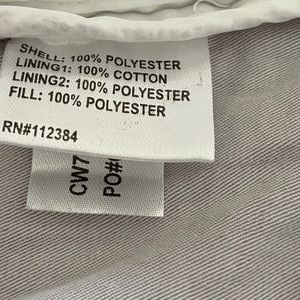 SHELL: 100% POLYESTER
LINING1: 100% COTTON
LINING2: 100% POLYESTER
FILL: 100% POLYESTER
RN#112384
CW7
PO#